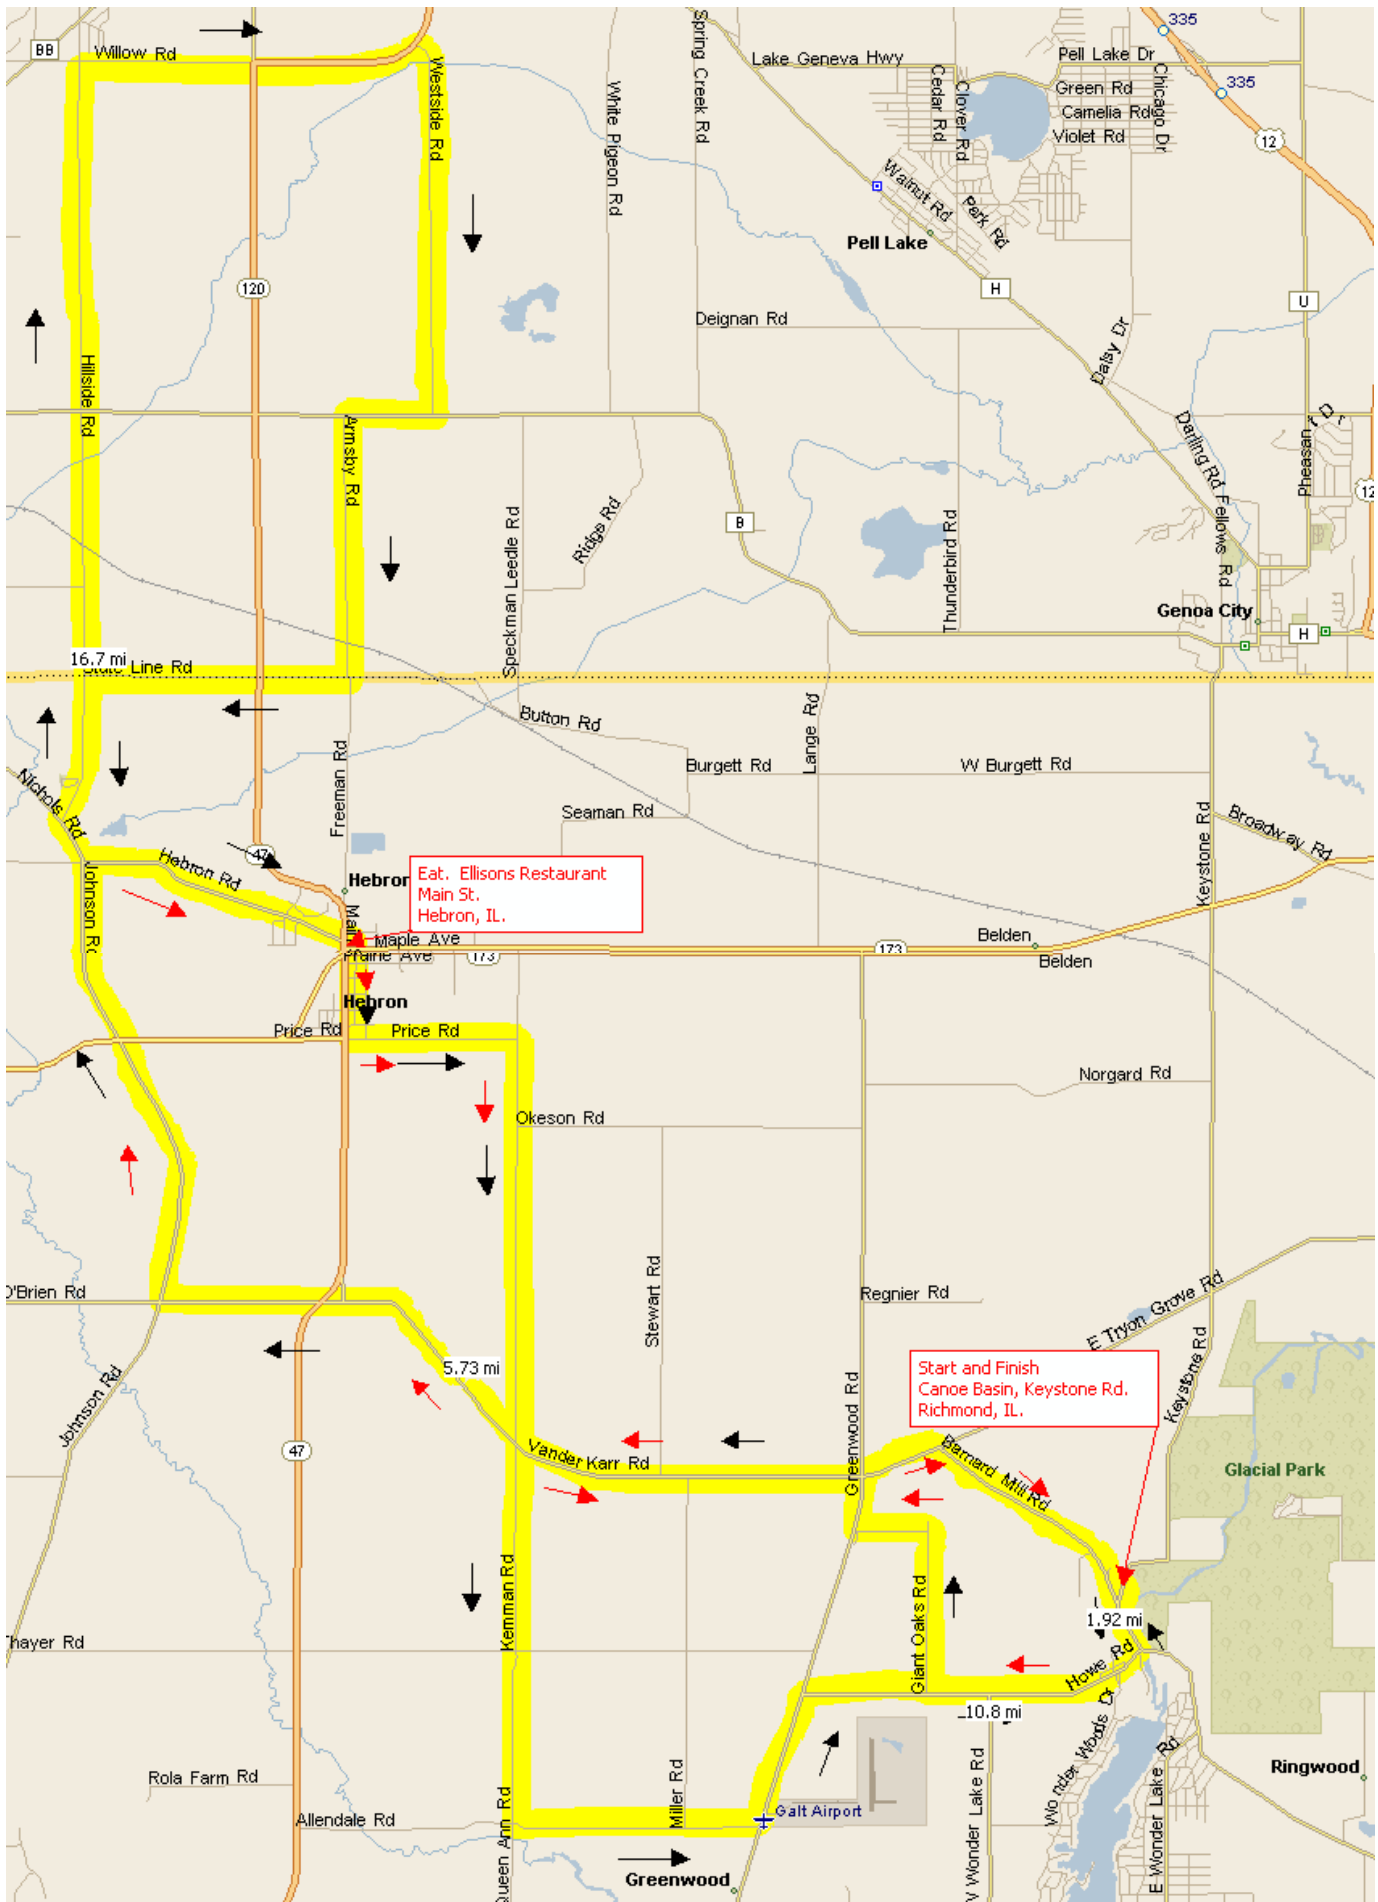 335
BB
Willow Rd
Lake Geneva Hwy
Pell Lake Dr
335
Westside Rd
White Pigeon Rd
Spring Creek Rd
Cedar Rd
Clover Rd
Green Rd
Camelia Rd
Violet Rd
Chicago Dr
12
Walnut Rd
Park Rd
Pell Lake
120
H
U
Deignan Rd
Daisy Dr
Hillside Rd
Armsby Rd
Darling Rd
Fellows Rd
Pheasant Dr
12
B
Ridge Rd
Speckman Leedle Rd
Thunderbird Rd
Genoa City
H
16.7 mi
State Line Rd
Button Rd
Lange Rd
Burgett Rd
W Burgett Rd
Nichols Rd
Freeman Rd
Seaman Rd
Keystone Rd
Broadway Rd
47
Hebron Rd
Hebron
Eat. Ellisons Restaurant
Main St.
Hebron, IL.
Johnson Rd
Maple Ave
Prairie Ave
173
173
Belden
Belden
Hebron
Price Rd
Price Rd
Norgard Rd
Okeson Rd
O'Brien Rd
Stewart Rd
Regnier Rd
E Tryon Grove Rd
5.73 mi
Start and Finish
Canoe Basin, Keystone Rd.
Richmond, IL.
Keystone Rd
Johnson Rd
47
Vander Karr Rd
Greenwood Rd
Barnard Mill Rd
Glacial Park
Kemman Rd
Giant Oaks Rd
1.92 mi
Thayer Rd
Howe Rd
10.8 mi
Wonder Woods Dr
Ringwood
Rola Farm Rd
Allendale Rd
Queen Ann Rd
Miller Rd
Galt Airport
W Wonder Lake Rd
E Wonder Lake Rd
Greenwood